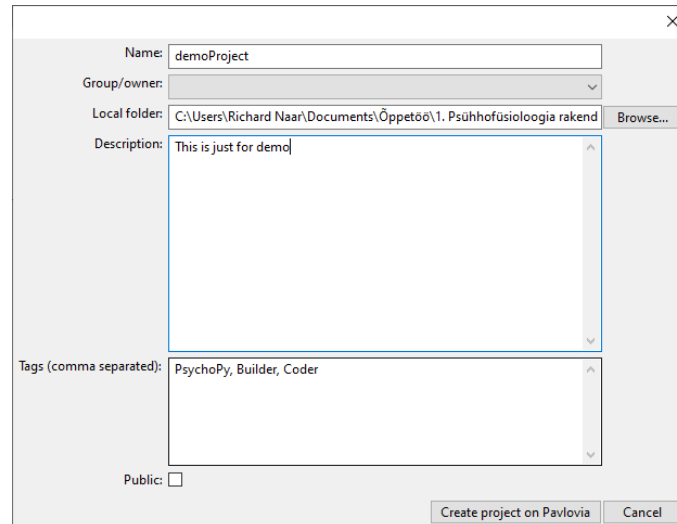 Name: demoProject
Group/owner:
Local folder: C:\Users\Richard Naar\Documents\Õppetöö\1. Psühhofüsioloogia rakend Browse...
Description: This is just for demo
Tags (comma separated): PsychoPy, Builder, Coder
Public:
Create project on Pavlovia Cancel